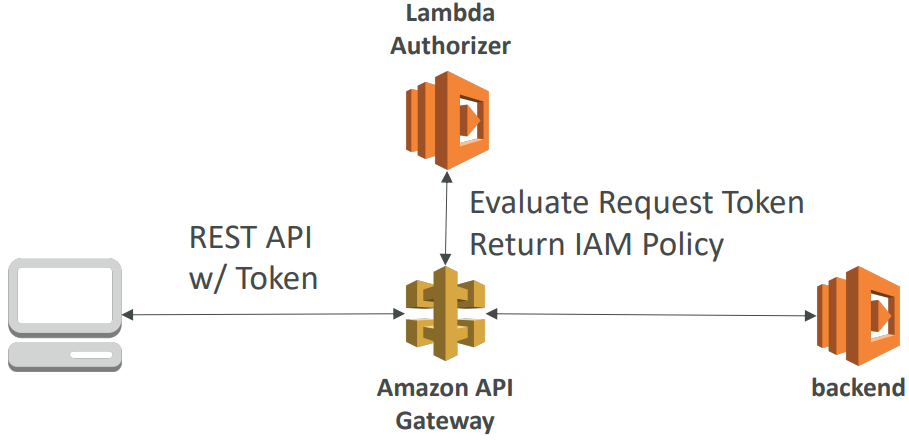 Lambda
Authorizer
Evaluate Request Token
Return IAM Policy
REST API
w/ Token
Amazon API
Gateway
backend